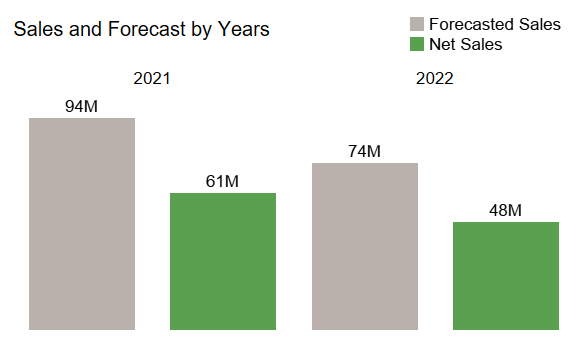 Sales and Forecast by Years
Forecasted Sales
Net Sales
2021
2022
94M
61M
74M
48M